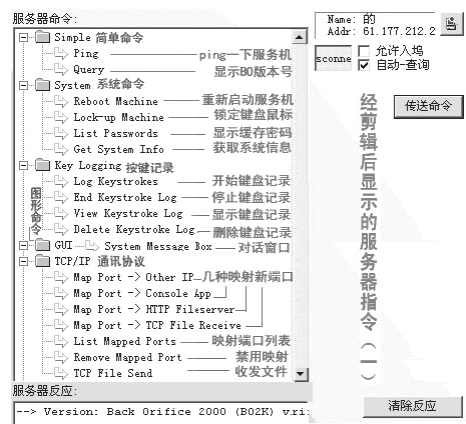 服务器命令:
Name: 的
Addr: 61.177.212.2
Simple 简单命令
Ping ping一下服务机
Query 显示BO版本号
sconne
允许入坞
自动-查询
System 系统命令
Reboot Machine 重新启动服务机
Lock-up Machine 锁定键盘鼠标
List Passwords 显示缓存密码
Get System Info 获取系统信息
传送命令
Key Logging 按键记录
Log Keystrokes 开始键盘记录
End Keystroke Log 停止键盘记录
View Keystroke Log 显示键盘记录
Delete Keystroke Log 删除键盘记录
图形命令
GUI System Message Box 对话窗口
TCP/IP 通讯协议
Map Port -> Other IP 几种映射新端口
Map Port -> Console App
Map Port -> HTTP Fileserver
Map Port -> TCP File Receive
List Mapped Ports 映射端口列表
Remove Mapped Port 禁用映射
TCP File Send 收发文件
经剪辑后显示的服务器指令(一)
服务器反应:
清除反应
--> Version: Back Orifice 2000 (BO2K) v